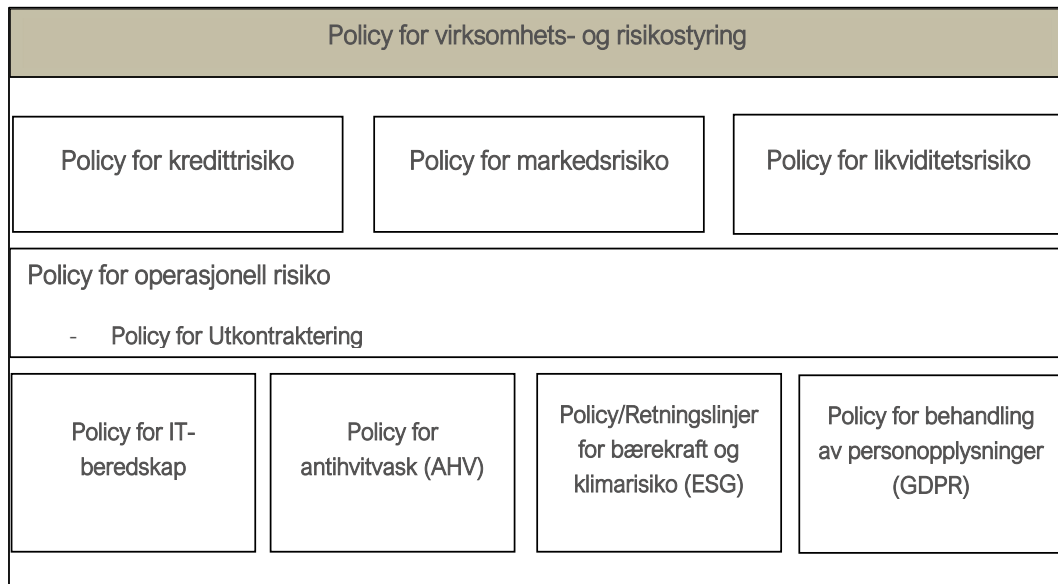 Policy for virksomhets- og risikostyring
Policy for kredittrisiko
Policy for markedsrisiko
Policy for likviditetsrisiko
Policy for operasjonell risiko
- Policy for Utkontraktering
Policy for IT-
beredskap
Policy for
antihvitvask (AHV)
Policy/Retningslinjer
for bærekraft og
klimarisiko (ESG)
Policy for behandling
av personopplysninger
(GDPR)